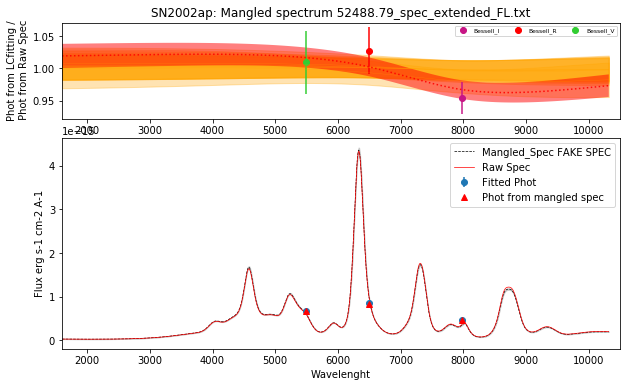 SN2002ap: Mangled spectrum 52488.79_spec_extended_FL.txt
Phot from LCfitting /
Phot from Raw Spec
1.05
1.00
0.95
Bessell_I
Bessell_R
Bessell_V
2000 3000 4000 5000 6000 7000 8000 9000 10000
1e−15
Flux erg s-1 cm-2 A-1
4
3
2
1
0
Mangled_Spec FAKE SPEC
Raw Spec
Fitted Phot
Phot from mangled spec
2000 3000 4000 5000 6000 7000 8000 9000 10000
Wavelenght